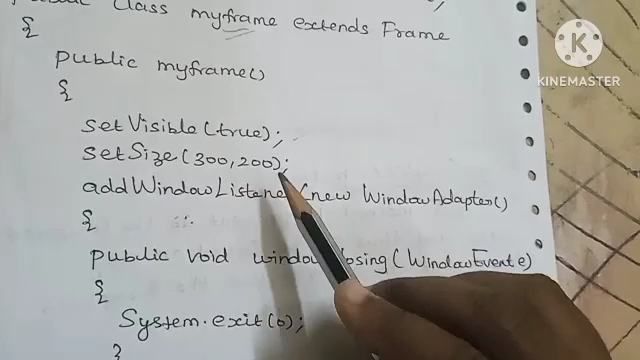 class myframe extends Frame
{
public myframe()
{
setVisible(true);
setSize(300,200);
addWindowListener(new WindowAdapter()
{
public void windowclosing(WindowEvent e)
{
System.exit(0);
}
KINEMASTER